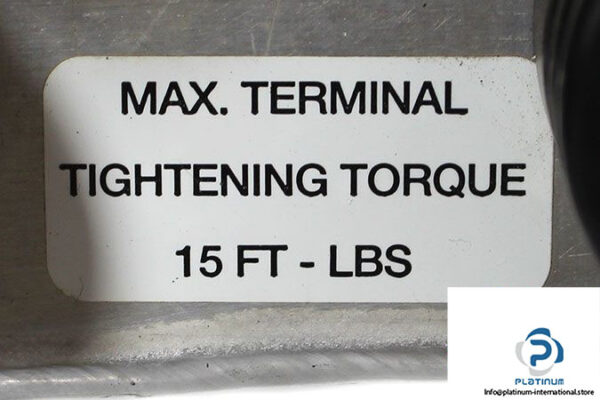 MAX. TERMINAL
TIGHTENING TORQUE
15 FT - LBS
PLATINUM
Info@platinum-international.store